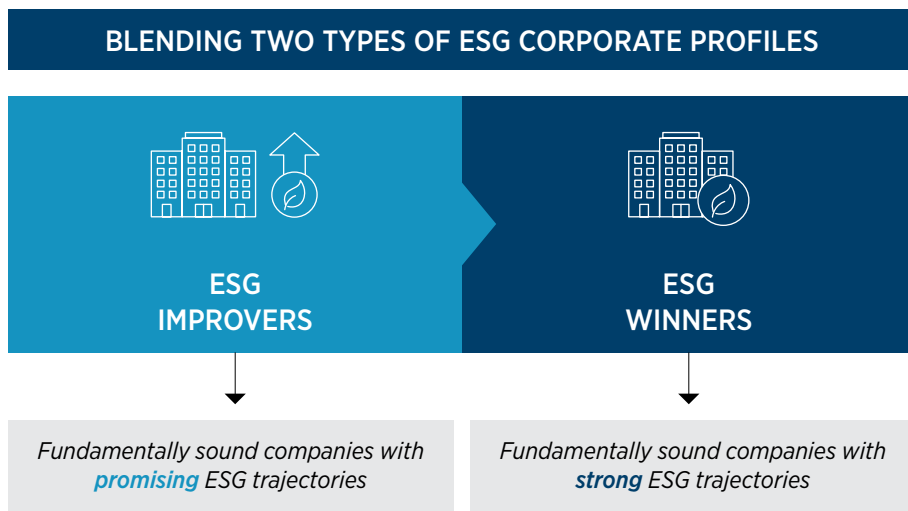 BLENDING TWO TYPES OF ESG CORPORATE PROFILES
ESG
IMPROVERS
ESG
WINNERS
Fundamentally sound companies with
promising ESG trajectories
Fundamentally sound companies with
strong ESG trajectories